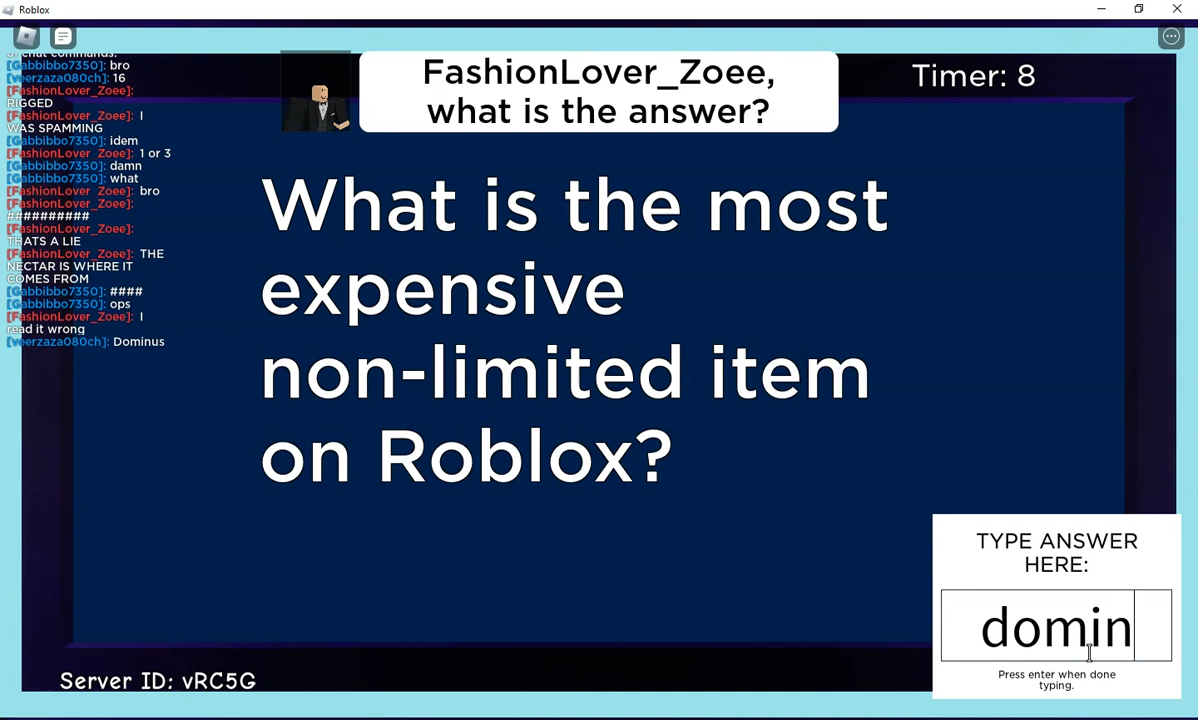 Roblox
of chat commands.
[Gabbibbo7350]: bro
[veerzaza080ch]: 16
[FashionLover_Zoee]:
RIGGED
[FashionLover_Zoee]: I
WAS SPAMMING
[Gabbibbo7350]: idem
[FashionLover_Zoee]: 1 or 3
[Gabbibbo7350]: damn
[Gabbibbo7350]: what
[FashionLover_Zoee]: bro
[FashionLover_Zoee]:
##########
[FashionLover_Zoee]:
THATS A LIE
[FashionLover_Zoee]: THE
NECTAR IS WHERE IT
COMES FROM
[Gabbibbo7350]: ####
[Gabbibbo7350]: ops
[FashionLover_Zoee]: I
read it wrong
[veerzaza080ch]: Dominus
FashionLover_Zoee,
what is the answer?
Timer: 8
What is the most
expensive
non-limited item
on Roblox?
TYPE ANSWER
HERE:
domin
Press enter when done
typing.
Server ID: vRC5G